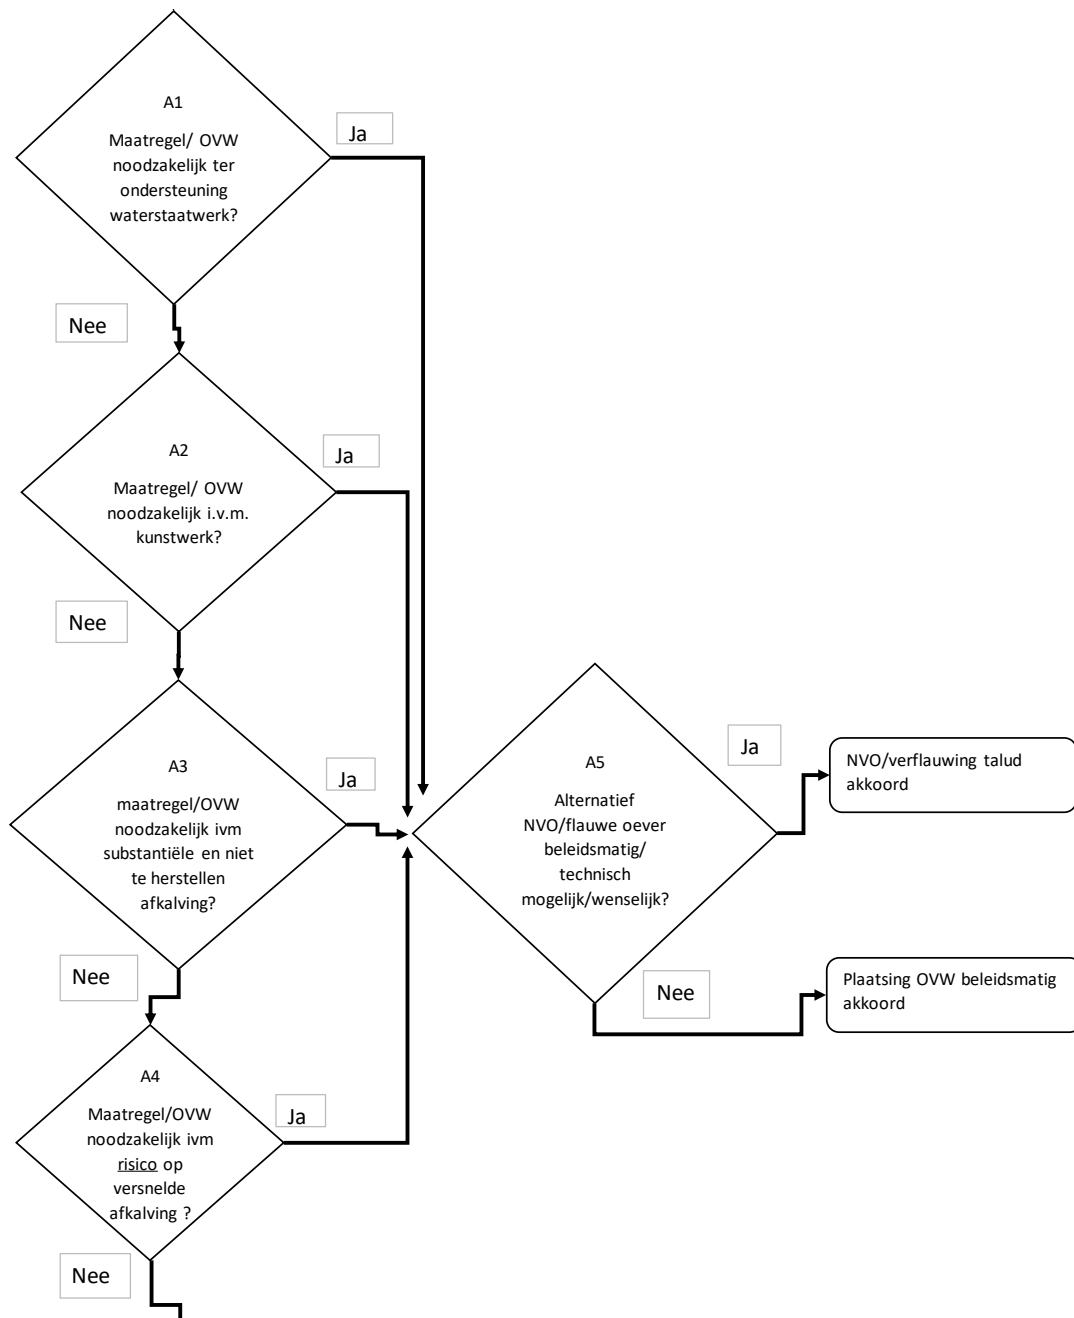 A1
Maatregel/ OVW
noodzakelijk ter
ondersteuning
waterstaatwerk?
Ja
Nee
A2
Maatregel/ OVW
noodzakelijk i.v.m.
kunstwerk?
Ja
Nee
A3
maatregel/OVW
noodzakelijk ivm
substantiële en niet
te herstellen
afkalving?
Ja
Nee
A4
Maatregel/OVW
noodzakelijk ivm
risico op
versnelde
afkalving ?
Ja
Nee
A5
Alternatief
NVO/flauwe oever
beleidsmatig/
technisch
mogelijk/wenselijk?
Ja
NVO/verflauwing talud
akkoord
Nee
Plaatsing OVW beleidsmatig
akkoord